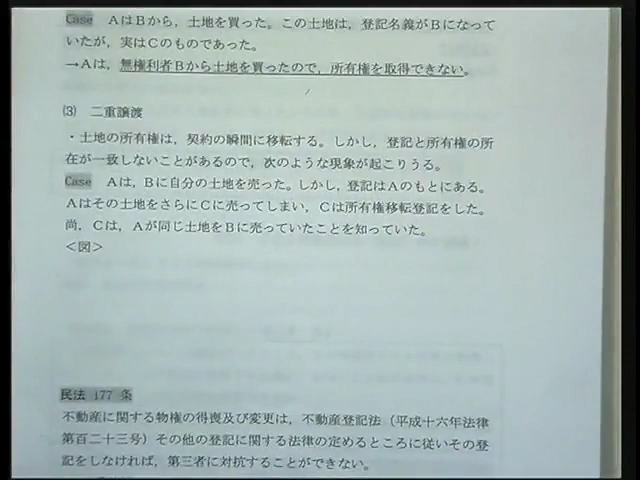 Case　AはBから，土地を買った。この土地は，登記名義がBになって
いたが，実はCのものであった。
→Aは，無権利者Bから土地を買ったので，所有権を取得できない。
⑶　二重譲渡
・土地の所有権は，契約の瞬間に移転する。しかし，登記と所有権の所
在が一致しないことがあるので，次のような現象が起こりうる。
Case　Aは，Bに自分の土地を売った。しかし，登記はAのもとにある。
Aはその土地をさらにCに売ってしまい，Cは所有権移転登記をした。
尚，Cは，Aが同じ土地をBに売っていたことを知っていた。
＜図＞
民法 177 条
不動産に関する物権の得喪及び変更は，不動産登記法（平成十六年法律
第百二十三号）その他の登記に関する法律の定めるところに従いその登
記をしなければ，第三者に対抗することができない。